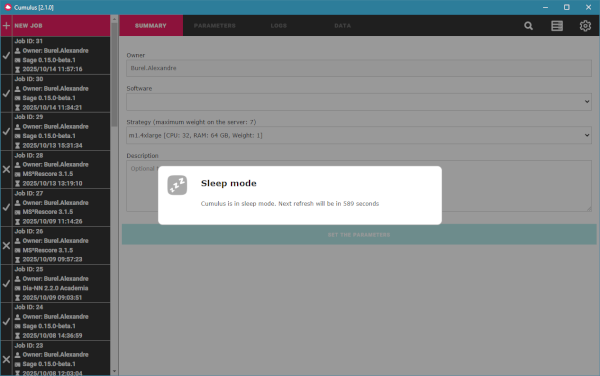 Cumulus [2.1.0]
NEW JOB
SUMMARY
PARAMETERS
LOGS
DATA
Job ID: 31
Owner: Burel.Alexandre
Sage 0.15.0-beta.1
2025/10/14 11:57:16
Job ID: 30
Owner: Burel.Alexandre
Sage 0.15.0-beta.1
2025/10/14 11:34:21
Job ID: 29
Owner: Burel.Alexandre
Sage 0.15.0-beta.1
2025/10/13 15:31:34
Job ID: 28
Owner: Burel.Alexandre
MS²Rescore 3.1.5
2025/10/13 13:19:10
Job ID: 27
Owner: Burel.Alexandre
MS²Rescore 3.1.5
2025/10/09 11:14:26
Job ID: 26
Owner: Burel.Alexandre
MS²Rescore 3.1.5
2025/10/09 09:57:23
Job ID: 25
Owner: Burel.Alexandre
Dia-NN 2.2.0 Academia
2025/10/09 09:03:51
Job ID: 24
Owner: Burel.Alexandre
Sage 0.15.0-beta.1
2025/10/08 14:36:59
Job ID: 23
Owner: Burel.Alexandre
Sage 0.15.0-beta.1
2025/10/08 12:03:04
Owner
Burel.Alexandre
Software
Strategy (maximum weight on the server: 7)
m1.4xlarge [CPU: 32, RAM: 64 GB, Weight: 1]
Description
Optional
Sleep mode
Cumulus is in sleep mode. Next refresh will be in 589 seconds
SET THE PARAMETERS